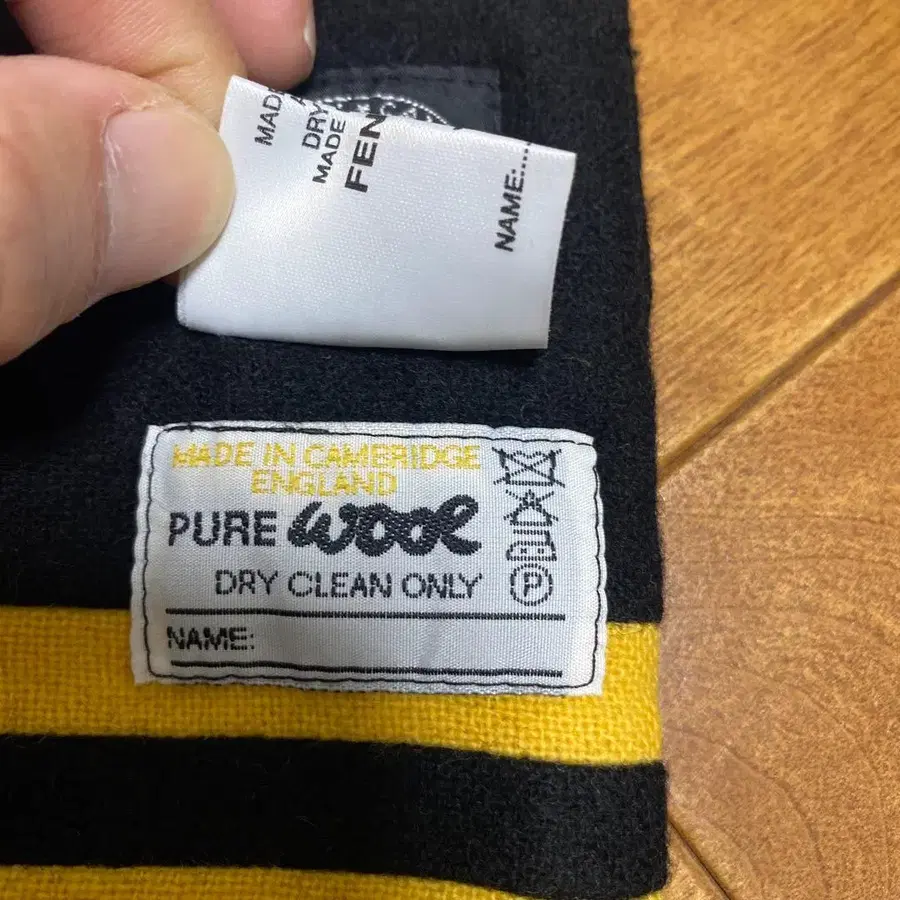 DRY
MADE
FEN
NAME:....
MADE IN CAMBRIDGE
ENGLAND
PURE wool
DRY CLEAN ONLY
NAME:
P